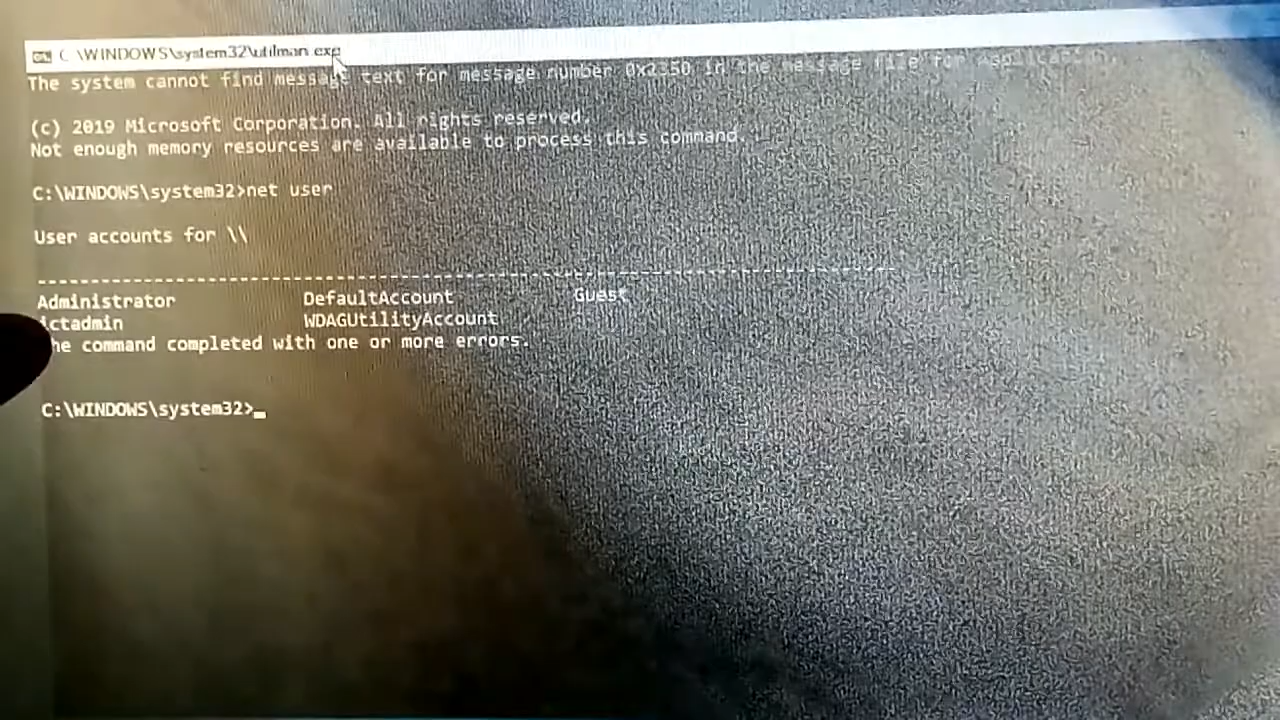 C:\WINDOWS\system32\utilman.exe
The system cannot find message text for message number 0x2350 in the message file for Application.
(c) 2019 Microsoft Corporation. All rights reserved.
Not enough memory resources are available to process this command.
C:\WINDOWS\system32>net user
User accounts for \\
-------------------------------------------------------------------------------
Administrator DefaultAccount Guest
ictadmin WDAGUtilityAccount
he command completed with one or more errors.
C:\WINDOWS\system32>_